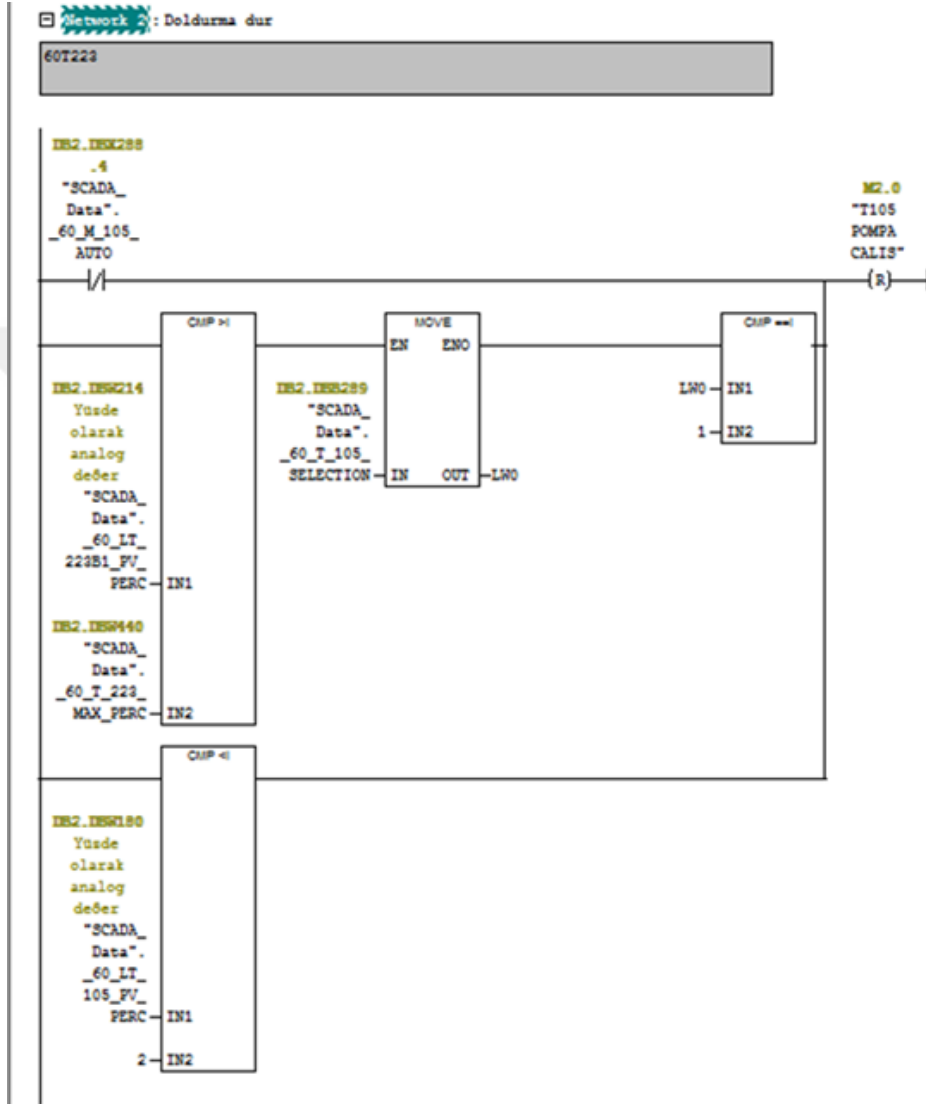 Network 2: Doldurma dur
60T223
DB2.DBX288
.4
"SCADA_
Data".
_60_M_105_
AUTO
M2.0
"T105
POMPA
CALIS"
(R)
CMP >I
MOVE
CMP ==I
EN ENO
DB2.DBW214
Yüzde
olarak
analog
değer
"SCADA_
Data".
_60_LT_
223B1_PV_
PERC
IN1
DB2.DBB289
"SCADA_
Data".
_60_T_105_
SELECTION
IN OUT
LW0
LW0
IN1
1
IN2
DB2.DBW440
"SCADA_
Data".
_60_T_223_
MAX_PERC
IN2
CMP <I
DB2.DBW180
Yüzde
olarak
analog
değer
"SCADA_
Data".
_60_LT_
105_PV_
PERC
IN1
2
IN2